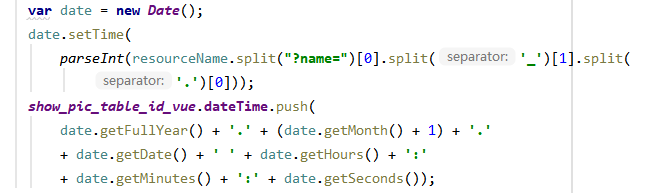 var date = new Date();
date.setTime(
parseInt(resourceName.split("?name=")[0].split( separator: '_')[1].split(
separator: '.')[0]));
show_pic_table_id_vue.dateTime.push(
date.getFullYear() + '.' + (date.getMonth() + 1) + '.'
+ date.getDate() + ' ' + date.getHours() + ':'
+ date.getMinutes() + ':' + date.getSeconds());